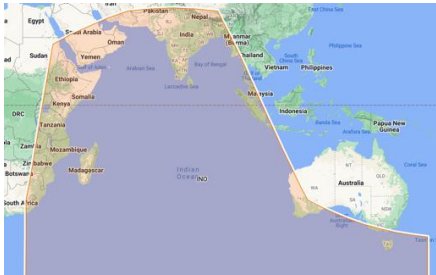 East China Sea
Egypt
Saudi Arabia
Pakistan
Nepal
Oman
India
Myanmar
(Burma)
Philippine Sea
Sudan
Yemen
Arabian Sea
Bay of Bengal
Thailand
South
China Sea
Vietnam
Philippines
Ethiopia
Somalia
Laccadive Sea
Malaysia
Kenya
DRC
Indonesia
Banda Sea
Papua New
Guinea
Tanzania
Arafura Sea
Zambia
Mozambique
Zimbabwe
Madagascar
Indian
Ocean
INO
Coral Sea
Botswana
NT
QLD
WA
Australia
South Africa
SA
NSW
Great
Australian
Bight
TAS